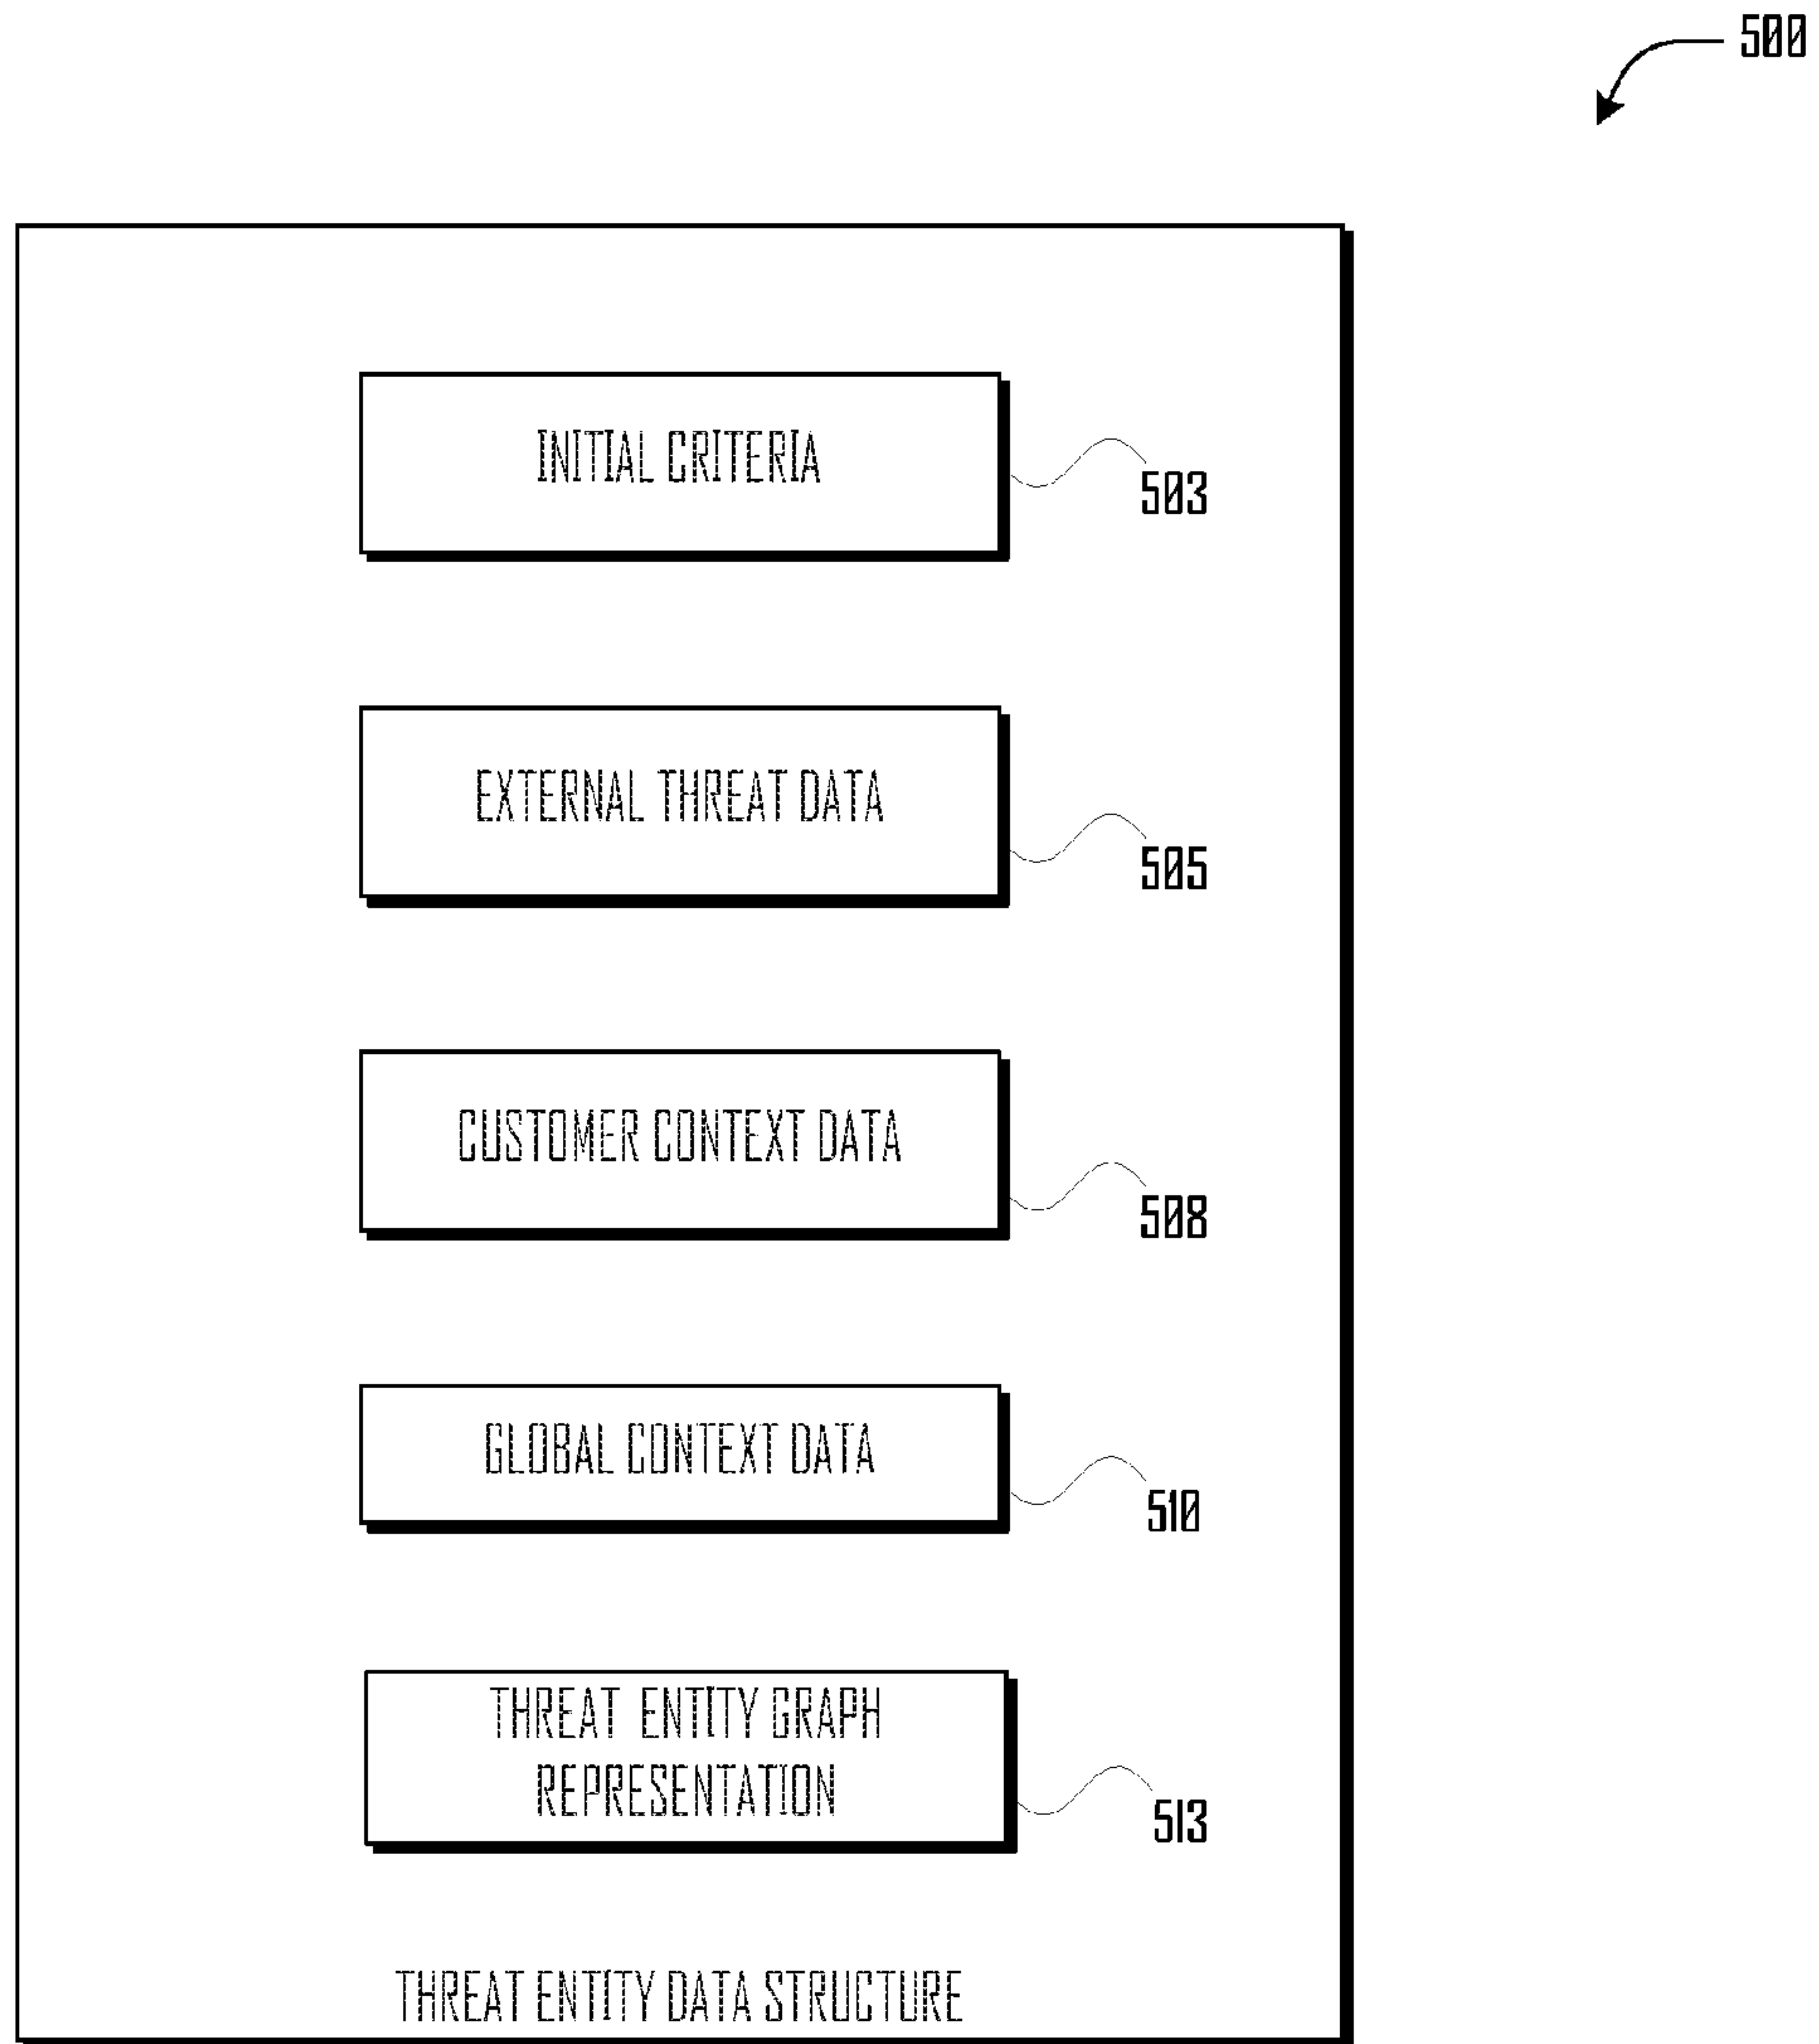 500
INITIAL CRITERIA
503
EXTERNAL THREAT DATA
505
CUSTOMER CONTEXT DATA
508
GLOBAL CONTEXT DATA
510
THREAT ENTITY GRAPH
REPRESENTATION
513
THREAT ENTITY DATA STRUCTURE